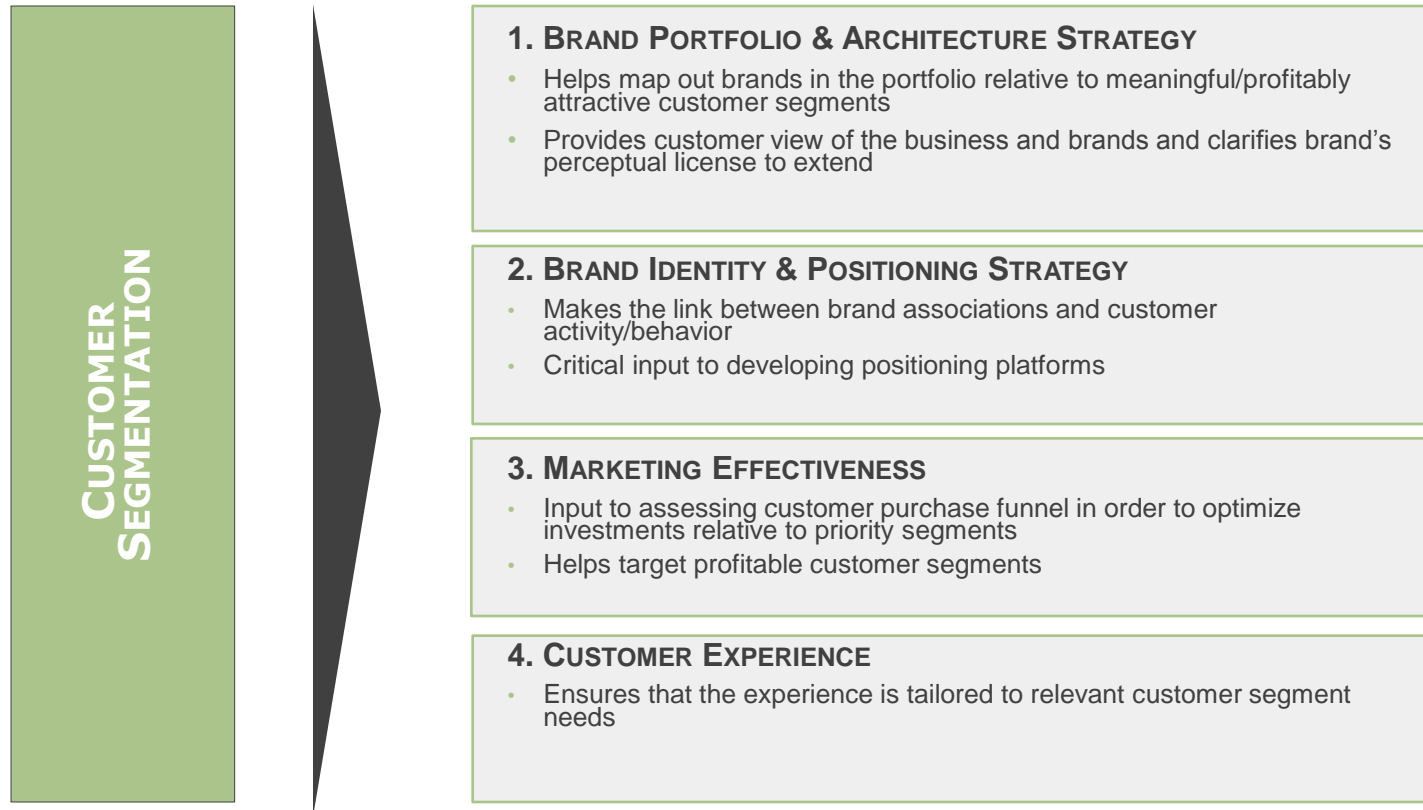 CUSTOMER
SEGMENTATION
1. BRAND PORTFOLIO & ARCHITECTURE STRATEGY
• Helps map out brands in the portfolio relative to meaningful/profitably
attractive customer segments
• Provides customer view of the business and brands and clarifies brand's
perceptual license to extend
2. BRAND IDENTITY & POSITIONING STRATEGY
• Makes the link between brand associations and customer
activity/behavior
• Critical input to developing positioning platforms
3. MARKETING EFFECTIVENESS
• Input to assessing customer purchase funnel in order to optimize
investments relative to priority segments
• Helps target profitable customer segments
4. CUSTOMER EXPERIENCE
• Ensures that the experience is tailored to relevant customer segment
needs